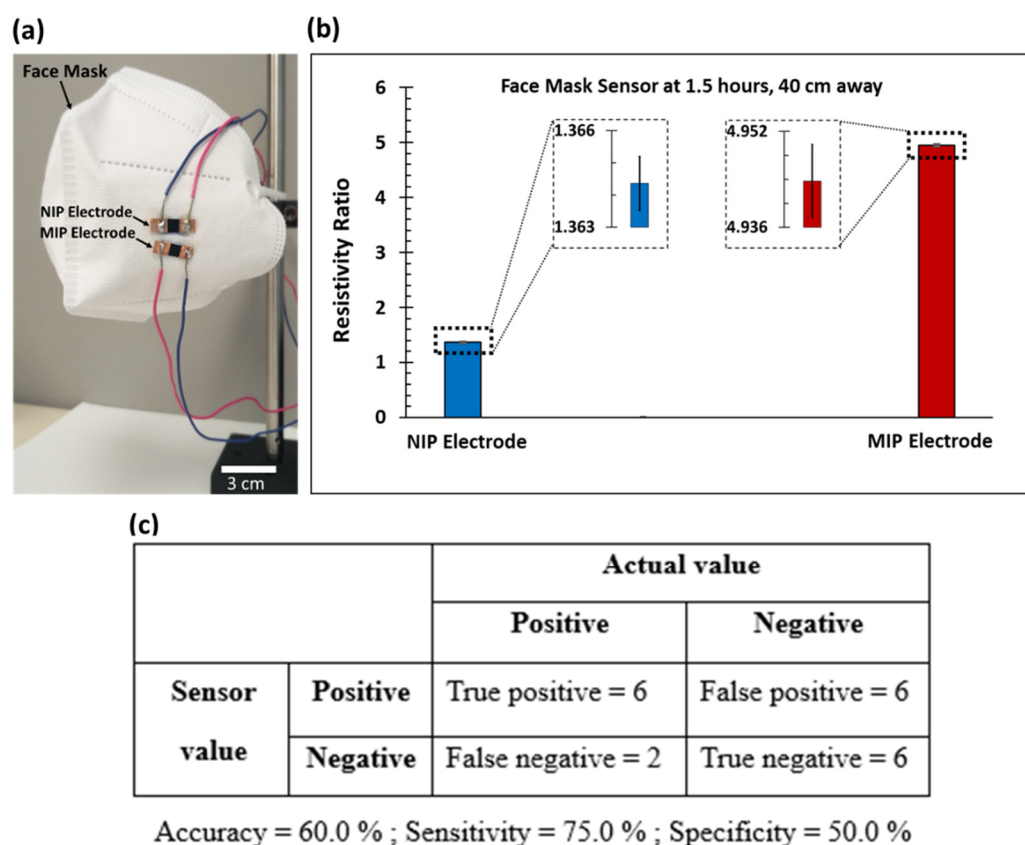 (a)
Face Mask
NIP Electrode
MIP Electrode
3 cm
(b)
Face Mask Sensor at 1.5 hours, 40 cm away
Resistivity Ratio
6
5
4
3
2
1
0
1.366
1.363
4.952
4.936
NIP Electrode
MIP Electrode
(c)
Actual value
Positive
Negative
Sensor value
Positive
True positive = 6
False positive = 6
Negative
False negative = 2
True negative = 6
Accuracy = 60.0 % ; Sensitivity = 75.0 % ; Specificity = 50.0 %